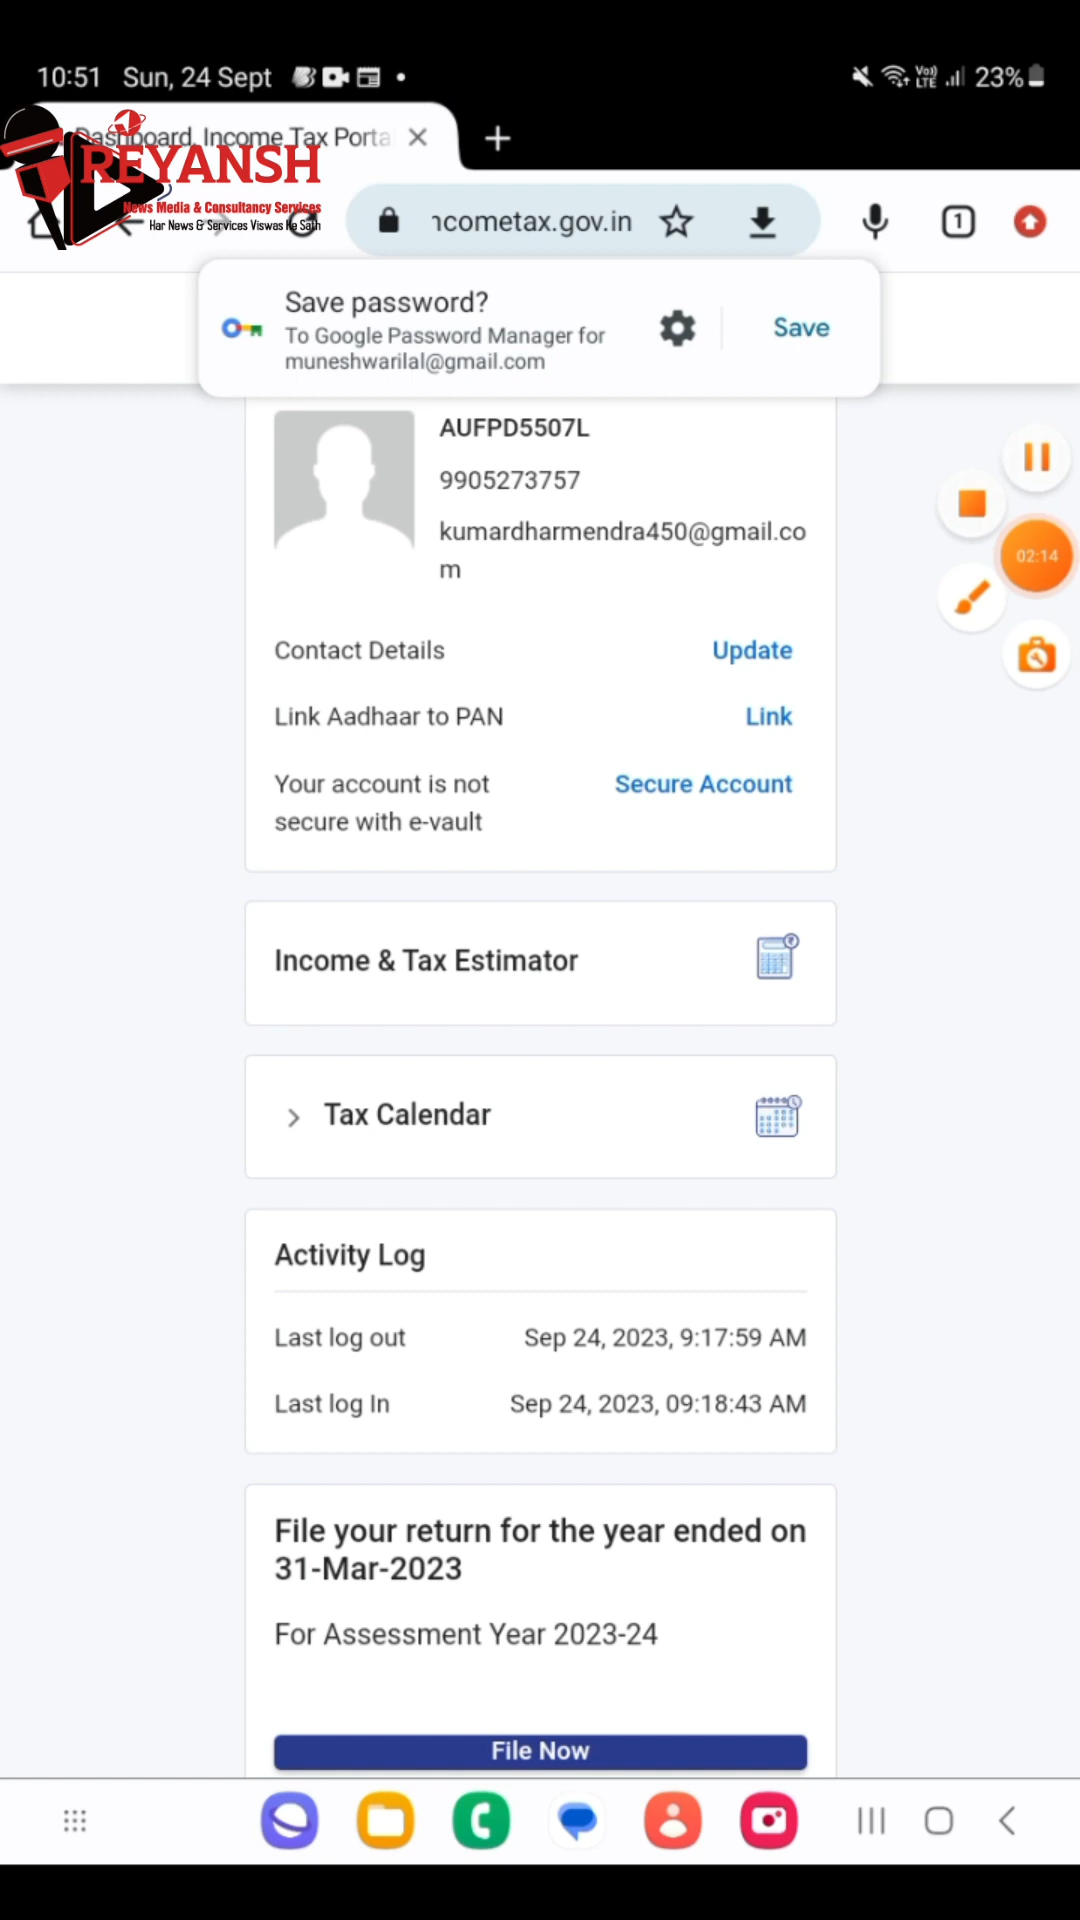 10:51 Sun, 24 Sept
Vo)) LTE 23%
Dashboard, Income Tax Porta
REYANSH
News Media & Consultancy Services
Har News & Services Viswas Ke Sath
ncometax.gov.in
1
Save password?
To Google Password Manager for
muneshwarilal@gmail.com
Save
AUFPD5507L
9905273757
kumardharmendra450@gmail.co
m
02:14
Contact Details Update
Link Aadhaar to PAN Link
Your account is not Secure Account
secure with e-vault
Income & Tax Estimator
Tax Calendar
Activity Log
Last log out Sep 24, 2023, 9:17:59 AM
Last log In Sep 24, 2023, 09:18:43 AM
File your return for the year ended on
31-Mar-2023
For Assessment Year 2023-24
File Now